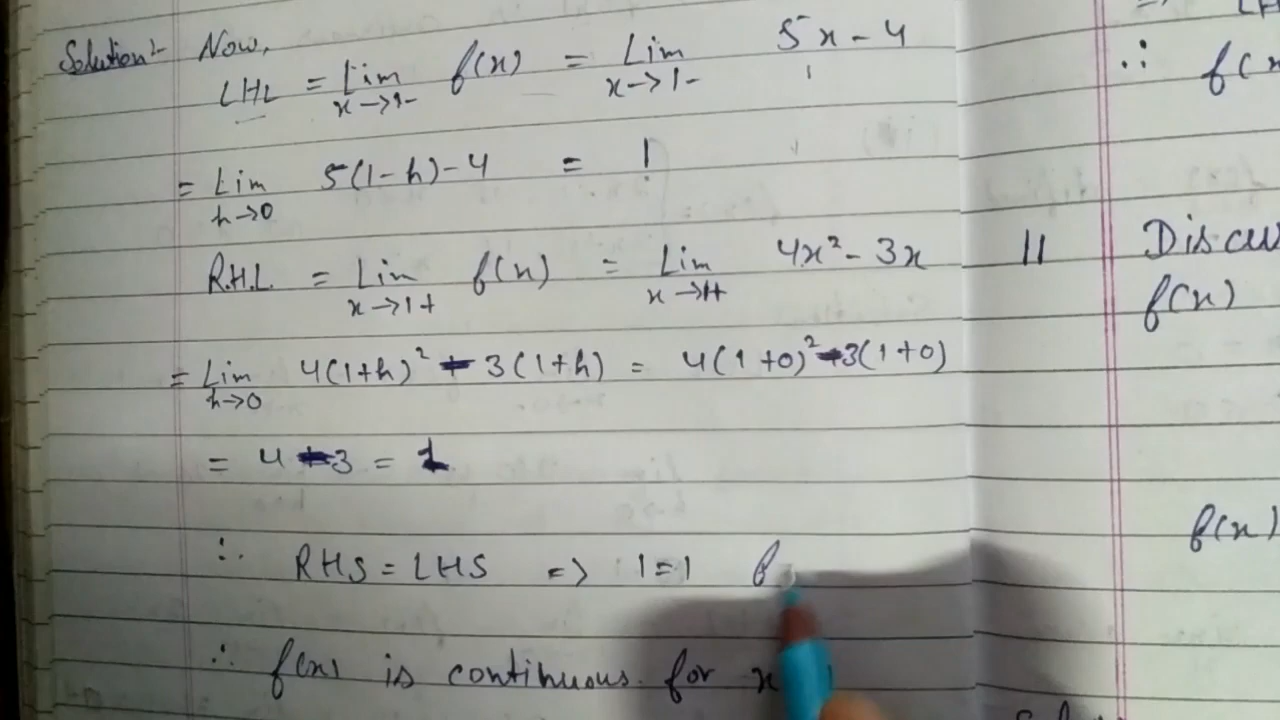 Solution:- Now,
LHL = Lim x→1- f(x) = Lim x→1- 5x - 4
= Lim h→0 5(1-h)-4 = 1
R.H.L. = Lim x→1+ f(x) = Lim x→1+ 4x² - 3x
= Lim h→0 4(1+h)² - 3(1+h) = 4(1+0)² - 3(1+0)
= 4 - 3 = 1
∴ RHS = LHS => 1=1 f
∴ f(x) is continuous for x
∴ f(x
11 Discu
f(x)
f(x)